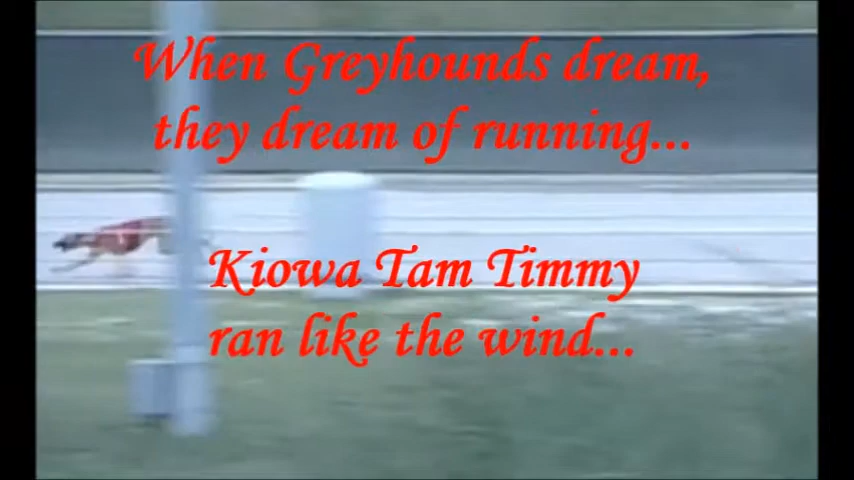 When Greyhounds dream,
they dream of running...
Kiowa Tam Timmy
ran like the wind...